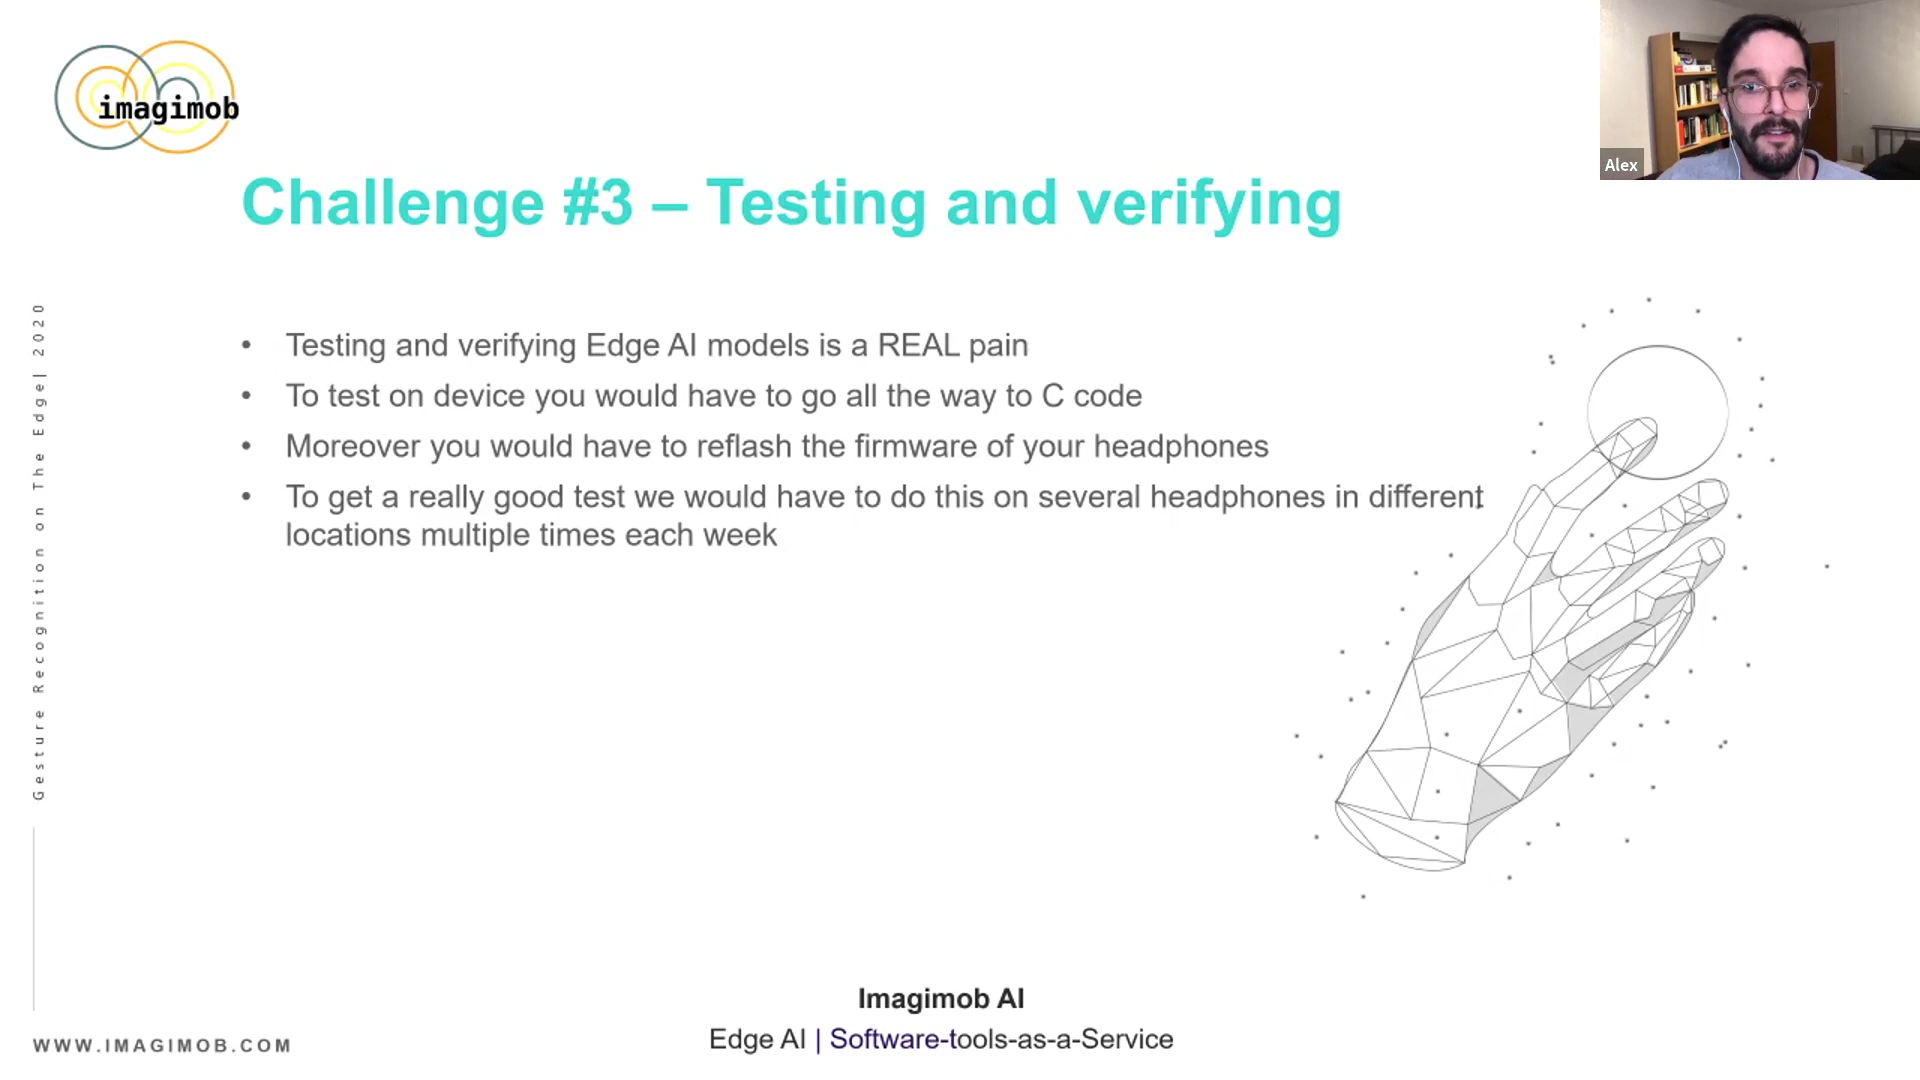 imagimob
Alex
Challenge #3 – Testing and verifying
• Testing and verifying Edge AI models is a REAL pain
• To test on device you would have to go all the way to C code
• Moreover you would have to reflash the firmware of your headphones
• To get a really good test we would have to do this on several headphones in different
locations multiple times each week
Gesture Recognition on The Edge| 2020
Imagimob AI
Edge AI | Software-tools-as-a-Service
WWW.IMAGIMOB.COM